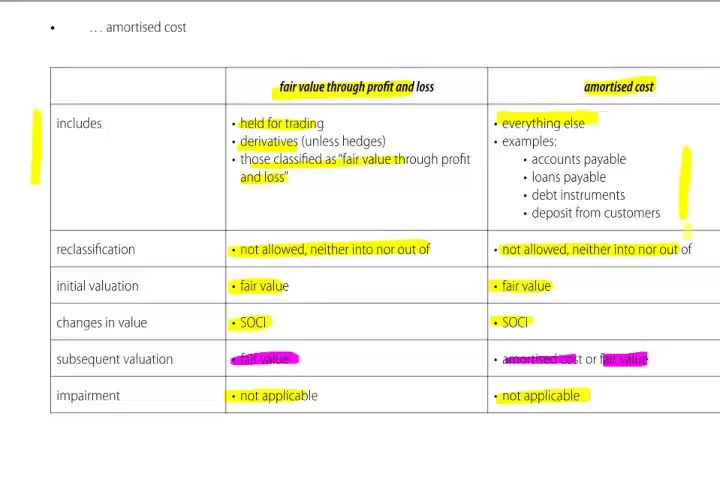 • … amortised cost
fair value through profit and loss
amortised cost
includes
• held for trading
• derivatives (unless hedges)
• those classified as “fair value through profit
and loss”
• everything else
• examples:
• accounts payable
• loans payable
• debt instruments
• deposit from customers
reclassification
• not allowed, neither into nor out of
• not allowed, neither into nor out of
initial valuation
• fair value
• fair value
changes in value
• SOCI
• SOCI
subsequent valuation
• fair value
• amortised cost or fair value
impairment
• not applicable
• not applicable